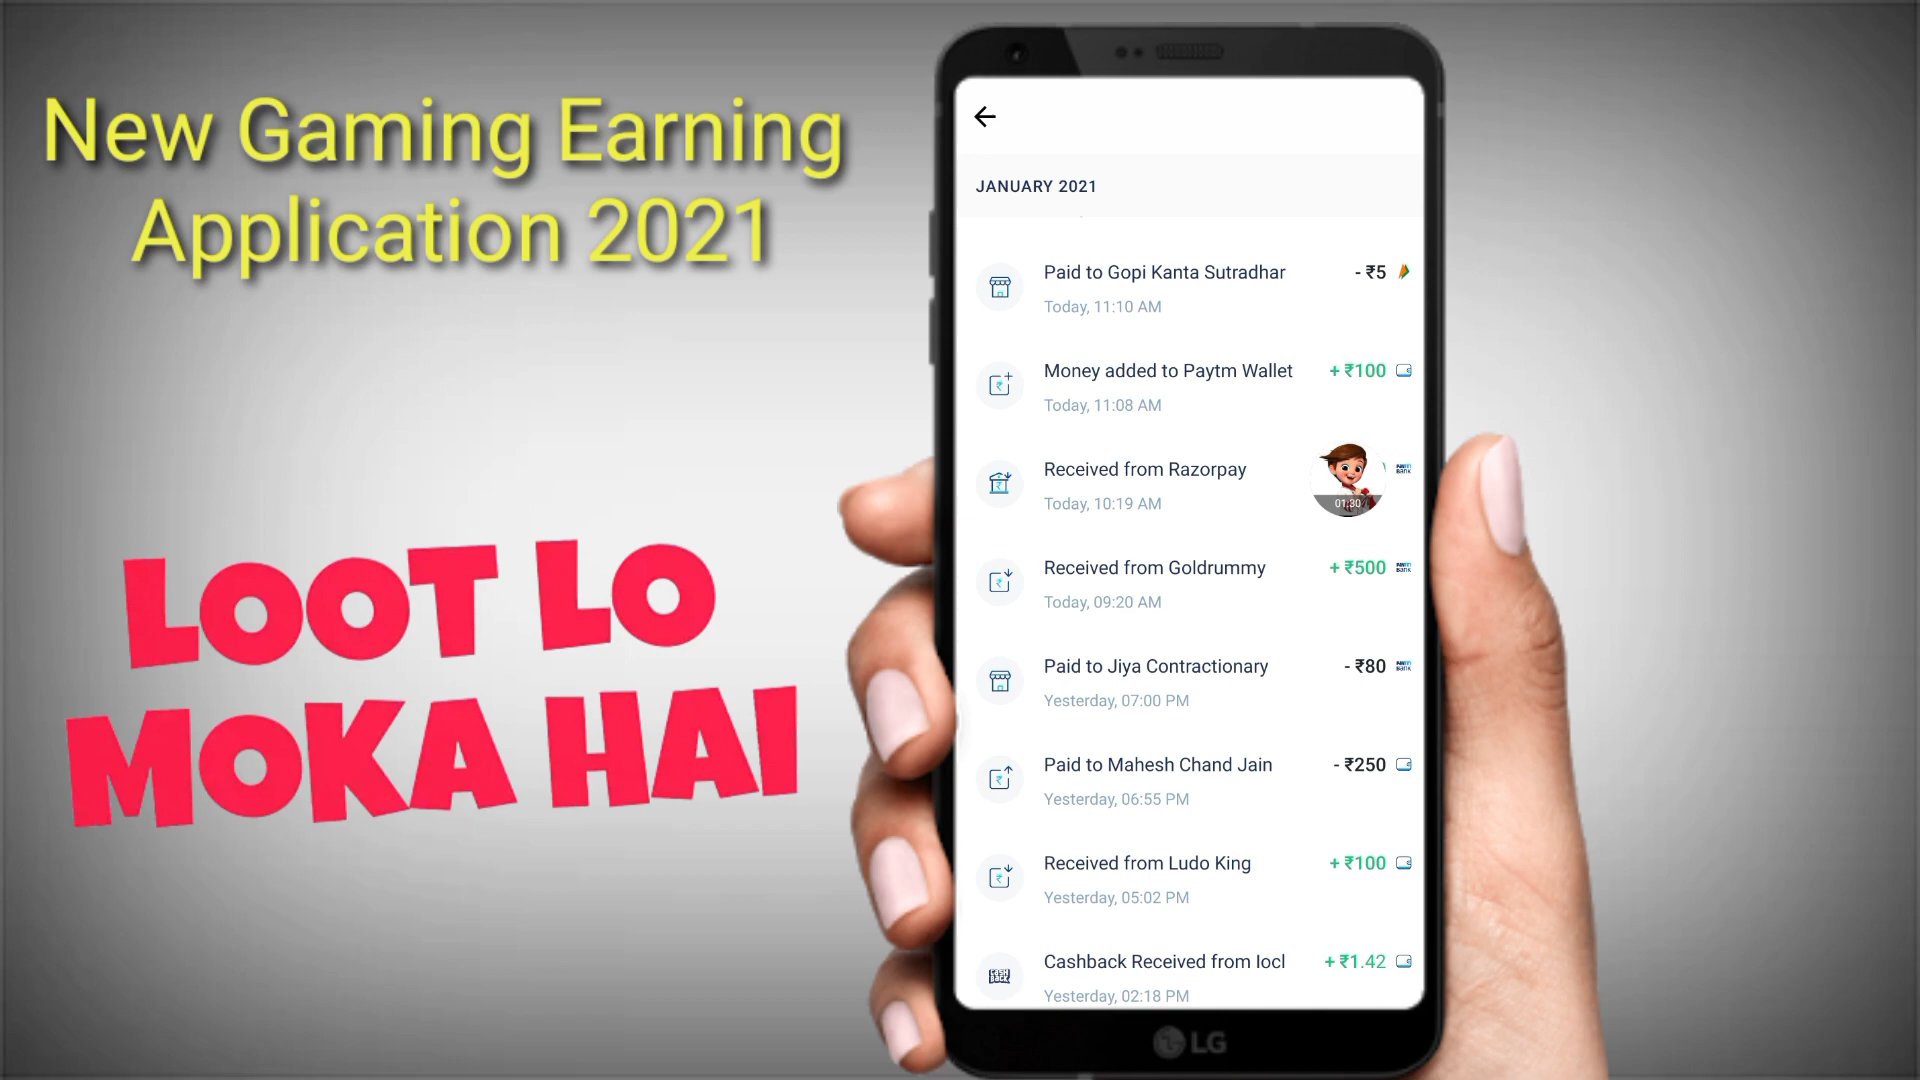 New Gaming Earning
Application 2021
LOOT LO
MOKA HAI
JANUARY 2021
Paid to Gopi Kanta Sutradhar - ₹5
Today, 11:10 AM
Money added to Paytm Wallet + ₹100
Today, 11:08 AM
Received from Razorpay
Today, 10:19 AM
01:30
Received from Goldrummy + ₹500
Today, 09:20 AM
Paid to Jiya Contractionary - ₹80
Yesterday, 07:00 PM
Paid to Mahesh Chand Jain - ₹250
Yesterday, 06:55 PM
Received from Ludo King + ₹100
Yesterday, 05:02 PM
CASH
BACK
Cashback Received from Iocl + ₹1.42
Yesterday, 02:18 PM
LG